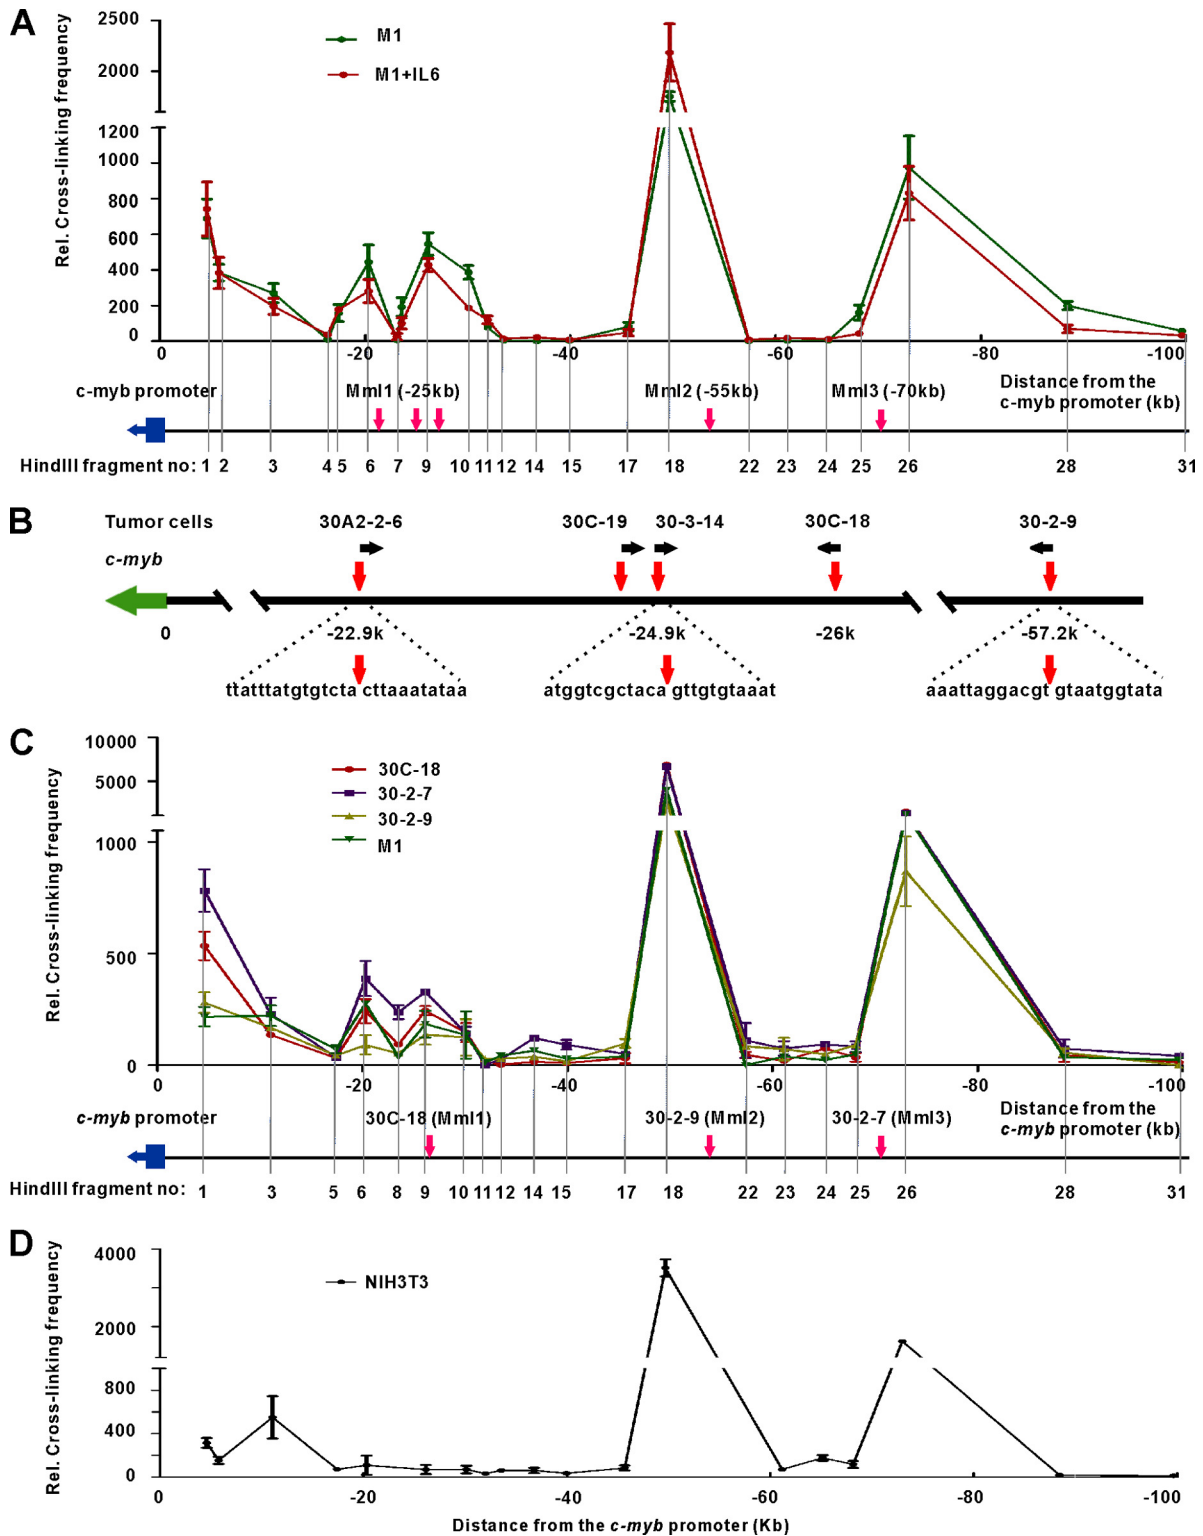 A
Rel. Cross-linking frequency
2500
2000
1200
1000
800
600
400
200
0
M1
M1+IL6
0 -20 -40 -60 -80 -100
c-myb promoter
Mml1 (-25kb)
Mml2 (-55kb)
Mml3 (-70kb)
Distance from the
c-myb promoter (kb)
HindIII fragment no: 1 2 3 4 5 6 7 9 10 11 12 14 15 17 18 22 23 24 25 26 28 31
B
Tumor cells 30A2-2-6 30C-19 30-3-14 30C-18 30-2-9
c-myb
0 -22.9k -24.9k -26k -57.2k
ttatttatgtgtcta cttaaatataa atggtcgctaca gttgtgtaaat aaattaggacgt gtaatggtata
C
Rel. Cross-linking frequency
10000
5000
1000
500
0
30C-18
30-2-7
30-2-9
M1
0 -20 -40 -60 -80 -100
c-myb promoter
30C-18 (Mml1)
30-2-9 (Mml2)
30-2-7 (Mml3)
Distance from the
c-myb promoter (kb)
HindIII fragment no: 1 3 5 6 8 9 10 11 12 14 15 17 18 22 23 24 25 26 28 31
D
Rel. Cross-linking frequency
4000
2000
800
400
0
NIH3T3
0 -20 -40 -60 -80 -100
Distance from the c-myb promoter (Kb)